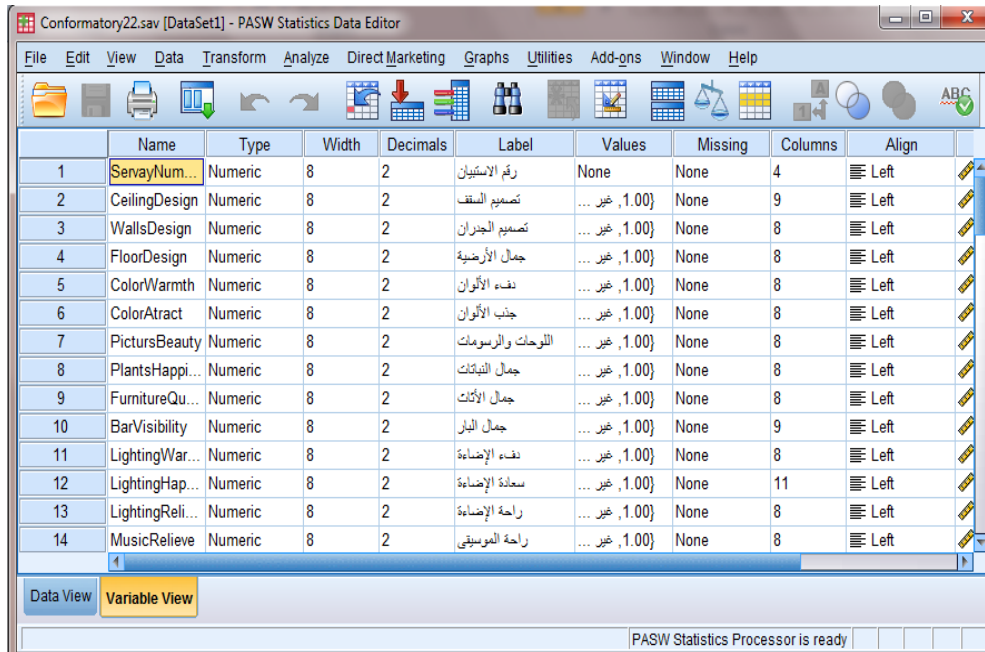 Conformatory22.sav [DataSet1] - PASW Statistics Data Editor
File Edit View Data Transform Analyze Direct Marketing Graphs Utilities Add-ons Window Help
Name Type Width Decimals Label Values Missing Columns Align
1 ServayNum... Numeric 8 2 رقم الاستبيان None None 4 Left
2 CeilingDesign Numeric 8 2 تصميم السقف {1.00, غير ... None 9 Left
3 WallsDesign Numeric 8 2 تصميم الجدران {1.00, غير ... None 8 Left
4 FloorDesign Numeric 8 2 جمال الأرضية {1.00, غير ... None 8 Left
5 ColorWarmth Numeric 8 2 دفء الألوان {1.00, غير ... None 8 Left
6 ColorAtract Numeric 8 2 جذب الألوان {1.00, غير ... None 8 Left
7 PictursBeauty Numeric 8 2 اللوحات والرسومات {1.00, غير ... None 8 Left
8 PlantsHappi... Numeric 8 2 جمال النباتات {1.00, غير ... None 8 Left
9 FurnitureQu... Numeric 8 2 جمال الأثاث {1.00, غير ... None 8 Left
10 BarVisibility Numeric 8 2 جمال البار {1.00, غير ... None 9 Left
11 LightingWar... Numeric 8 2 دفء الإضاءة {1.00, غير ... None 8 Left
12 LightingHap... Numeric 8 2 سعادة الإضاءة {1.00, غير ... None 11 Left
13 LightingReli... Numeric 8 2 راحة الإضاءة {1.00, غير ... None 8 Left
14 MusicRelieve Numeric 8 2 راحة الموسيقى {1.00, غير ... None 8 Left
Data View Variable View
PASW Statistics Processor is ready